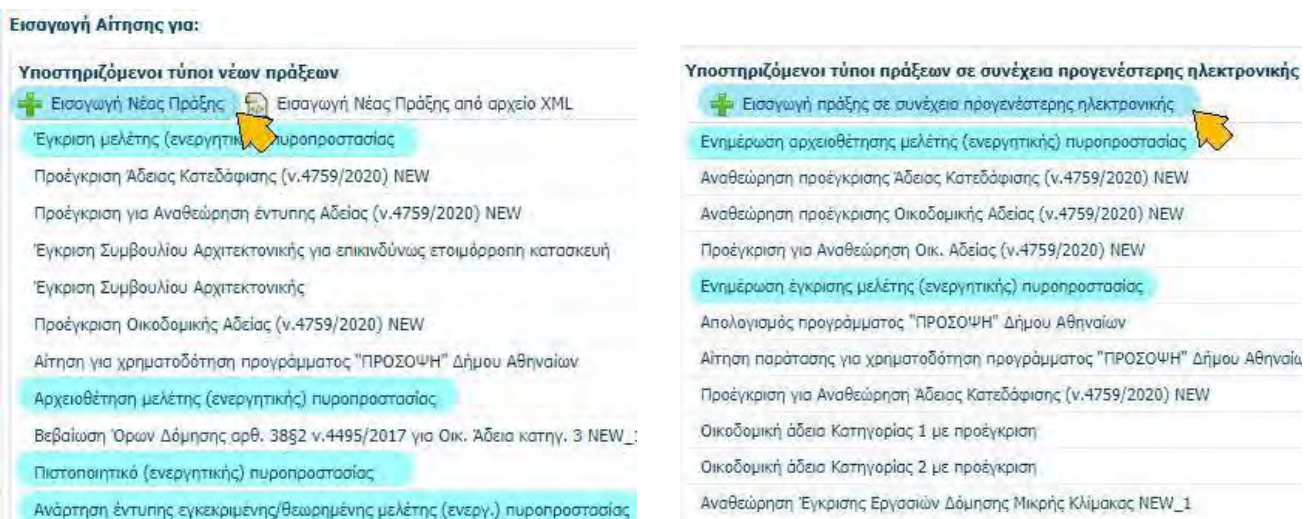 Εισαγωγή Αίτησης για:
Υποστηριζόμενοι τύποι νέων πράξεων
Εισαγωγή Νέας Πράξης Εισαγωγή Νέας Πράξης από αρχείο XML
Έγκριση μελέτης πυροπροστασίας
Προέγκριση Άδειας Κατεδάφισης (ν.4759/2020) NEW
Προέγκριση για Αναθεώρηση έντυπης Αδείας (ν.4759/2020) NEW
Έγκριση Συμβουλίου Αρχιτεκτονικής για επικινδύνως ετοιμόρροπη κατασκευή
Έγκριση Συμβουλίου Αρχιτεκτονικής
Προέγκριση Οικοδομικής Αδείας (ν.4759/2020) NEW
Αίτηση για χρηματοδότηση προγράμματος "ΠΡΟΣΟΨΗ" Δήμου Αθηναίων
Αρχειοθέτηση μελέτης (ενεργητικής) πυροπροστασίας
Βεβαίωση Όρων Δόμησης αρθ. 38§2 ν.4495/2017 για Οικ. Άδεια κατηγ. 3 NEW_1
Πιστοποιητικό (ενεργητικής) πυροπροστασίας
Ανάρτηση έντυπης εγκεκριμένης/θεωρημένης μελέτης (ενεργ.) πυροπροστασίας
Υποστηριζόμενοι τύποι πράξεων σε συνέχεια προγενέστερης ηλεκτρονικής
Εισαγωγή πράξης σε συνέχεια προγενέστερης ηλεκτρονικής
Ενημέρωση αρχειοθέτησης μελέτης (ενεργητικής) πυροπροστασίας
Αναθεώρηση προέγκρισης Άδειας Κατεδάφισης (ν.4759/2020) NEW
Αναθεώρηση προέγκρισης Οικοδομικής Αδείας (ν.4759/2020) NEW
Προέγκριση για Αναθεώρηση Οικ. Αδείας (ν.4759/2020) NEW
Ενημέρωση έγκρισης μελέτης (ενεργητικής) πυροπροστασίας
Απολογισμός προγράμματος "ΠΡΟΣΟΨΗ" Δήμου Αθηναίων
Αίτηση παράτασης για χρηματοδότηση προγράμματος "ΠΡΟΣΟΨΗ" Δήμου
Προέγκριση για Αναθεώρηση Άδειας Κατεδάφισης (ν.4759/2020) NEW
Οικοδομική άδεια Κατηγορίας 1 με προέγκριση
Οικοδομική άδεια Κατηγορίας 2 με προέγκριση
Αναθεώρηση Έγκρισης Εργασιών Δόμησης Μικρής Κλίμακας NEW_1